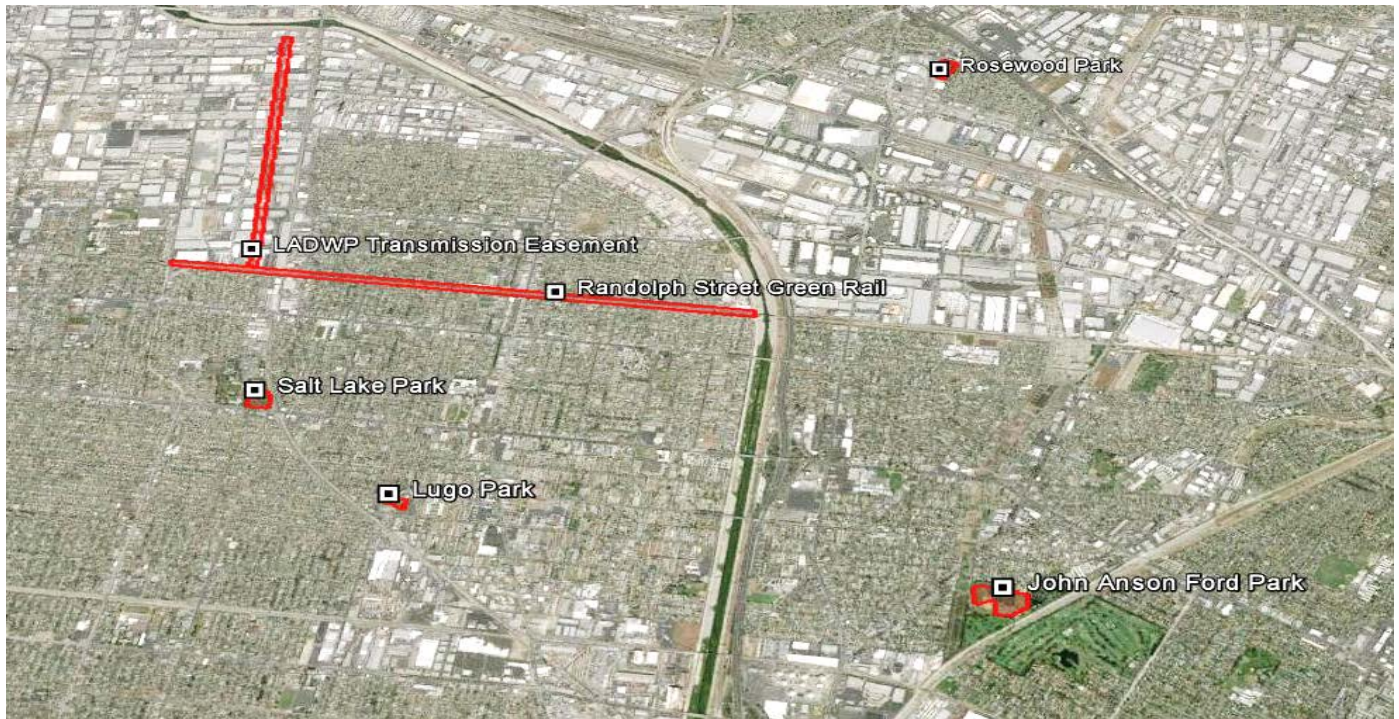 Rosewood Park
LADWP Transmission Easement
Randolph Street Green Rail
Salt Lake Park
Lugo Park
John Anson Ford Park